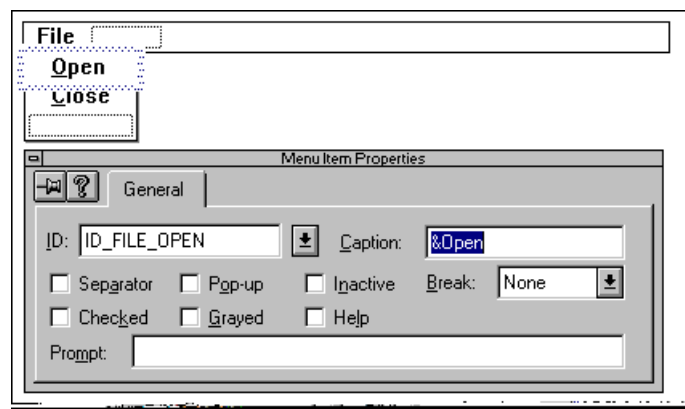 File
Open
Close
Menu Item Properties
? General
ID: ID_FILE_OPEN Caption: &Open
Separator Pop-up Inactive Break: None
Checked Grayed Help
Prompt: